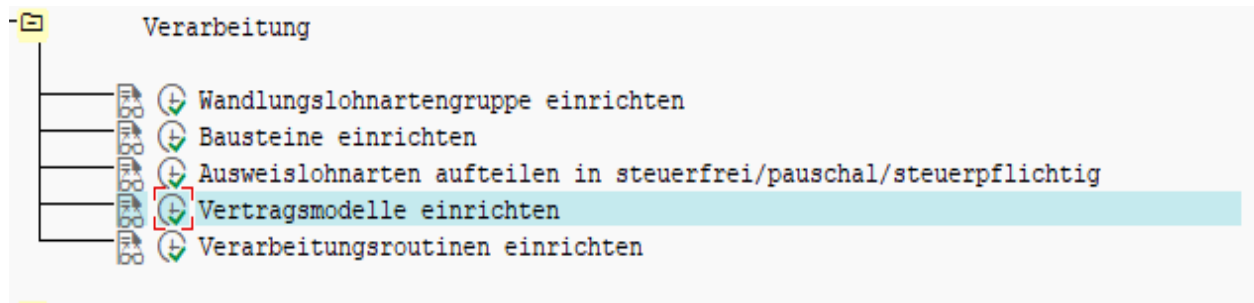 Verarbeitung
Wandlungslohnartengruppe einrichten
Bausteine einrichten
Ausweislohnarten aufteilen in steuerfrei/pauschal/steuerpflichtig
Vertragsmodelle einrichten
Verarbeitungsroutinen einrichten